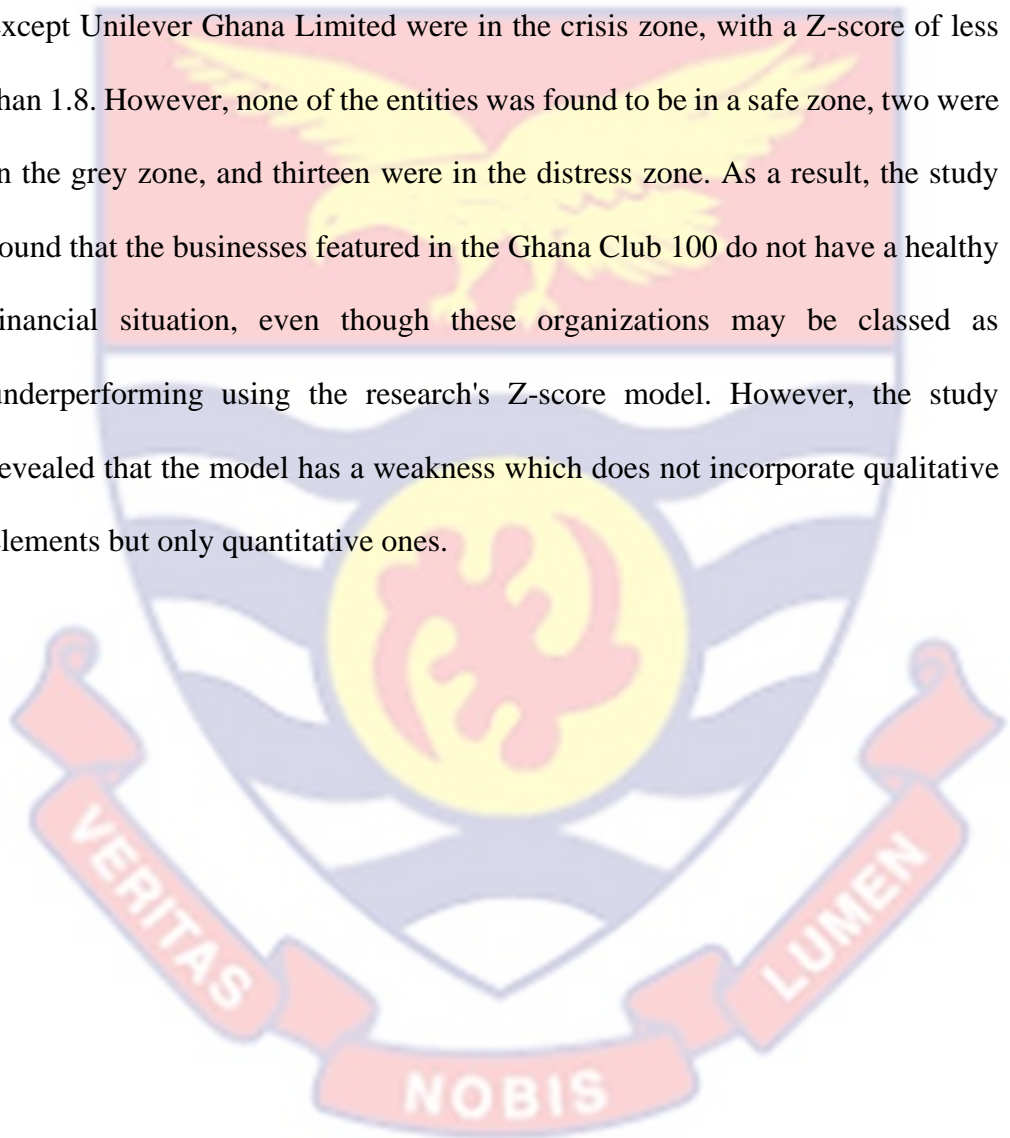 except Unilever Ghana Limited were in the crisis zone, with a Z-score of less
than 1.8. However, none of the entities was found to be in a safe zone, two were
in the grey zone, and thirteen were in the distress zone. As a result, the study
found that the businesses featured in the Ghana Club 100 do not have a healthy
financial situation, even though these organizations may be classed as
underperforming using the research's Z-score model. However, the study
revealed that the model has a weakness which does not incorporate qualitative
elements but only quantitative ones.
VERITAS
NOBIS
LUMEN